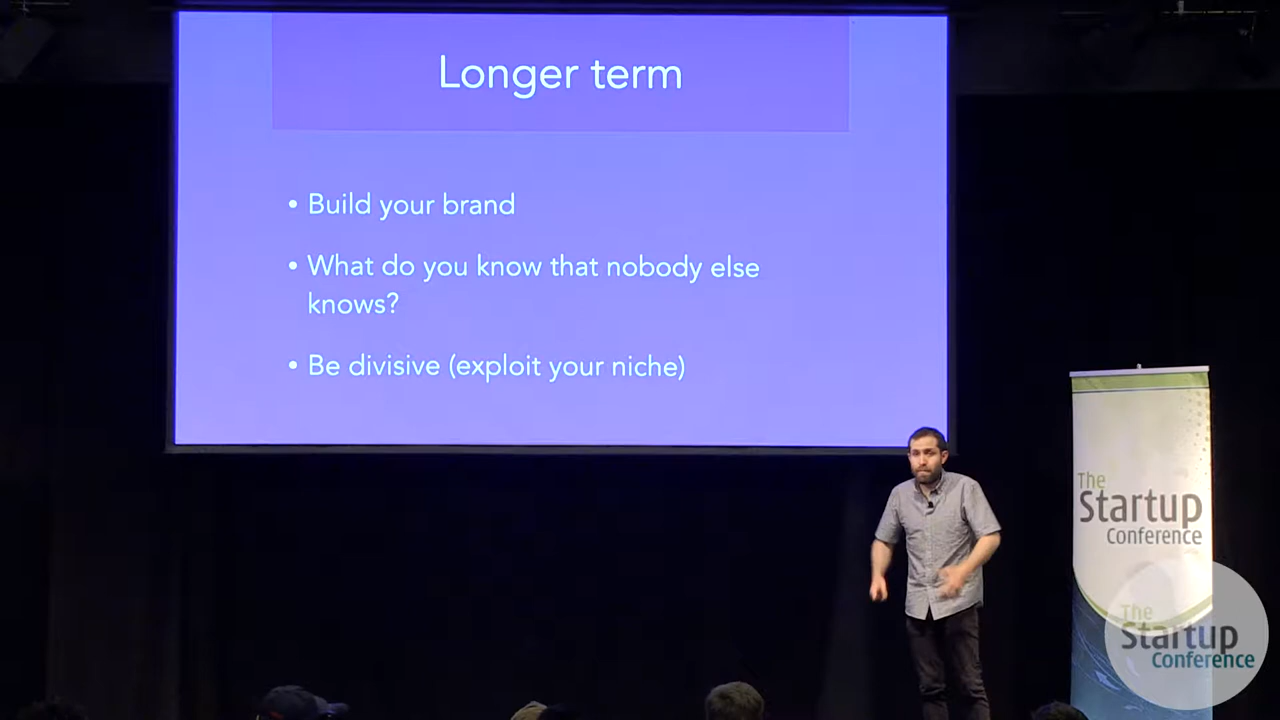 Longer term
• Build your brand
• What do you know that nobody else
knows?
• Be divisive (exploit your niche)
The
Startup
Conference
The
Startup
Conference